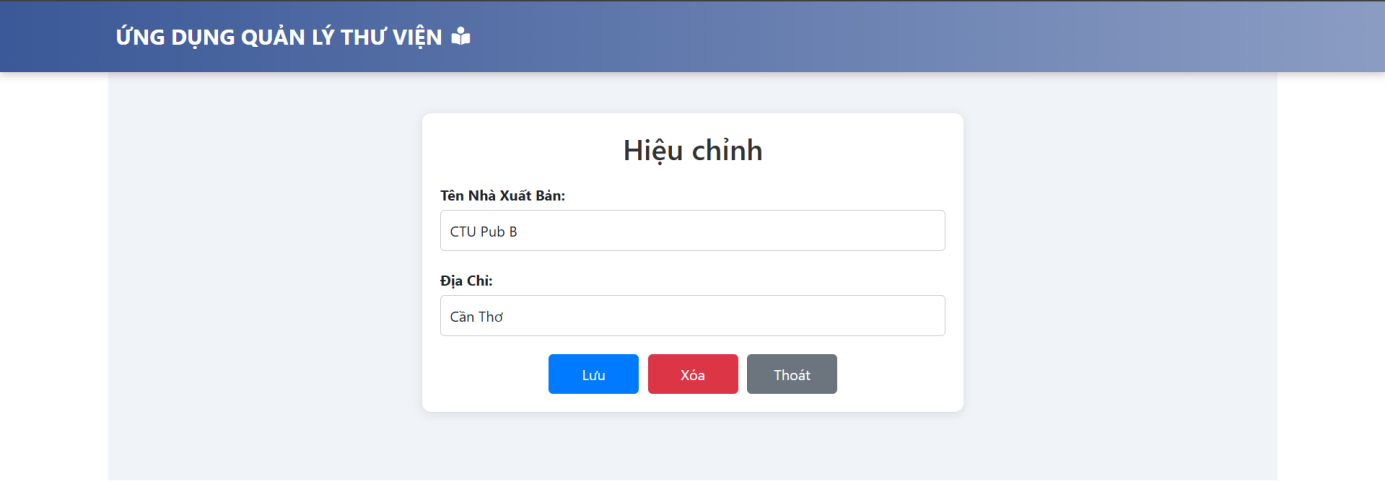 ỨNG DỤNG QUẢN LÝ THƯ VIỆN
Hiệu chỉnh
Tên Nhà Xuất Bản:
CTU Pub B
Địa Chỉ:
Cần Thơ
Lưu Xóa Thoát